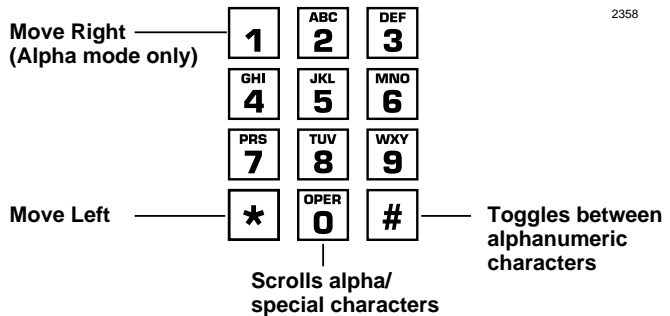 2358
Move Right
(Alpha mode only)
1
ABC
2
DEF
3
GHI
4
JKL
5
MNO
6
PRS
7
TUV
8
WXY
9
Move Left
*
OPER
0
#
Toggles between
alphanumeric
characters
Scrolls alpha/
special characters